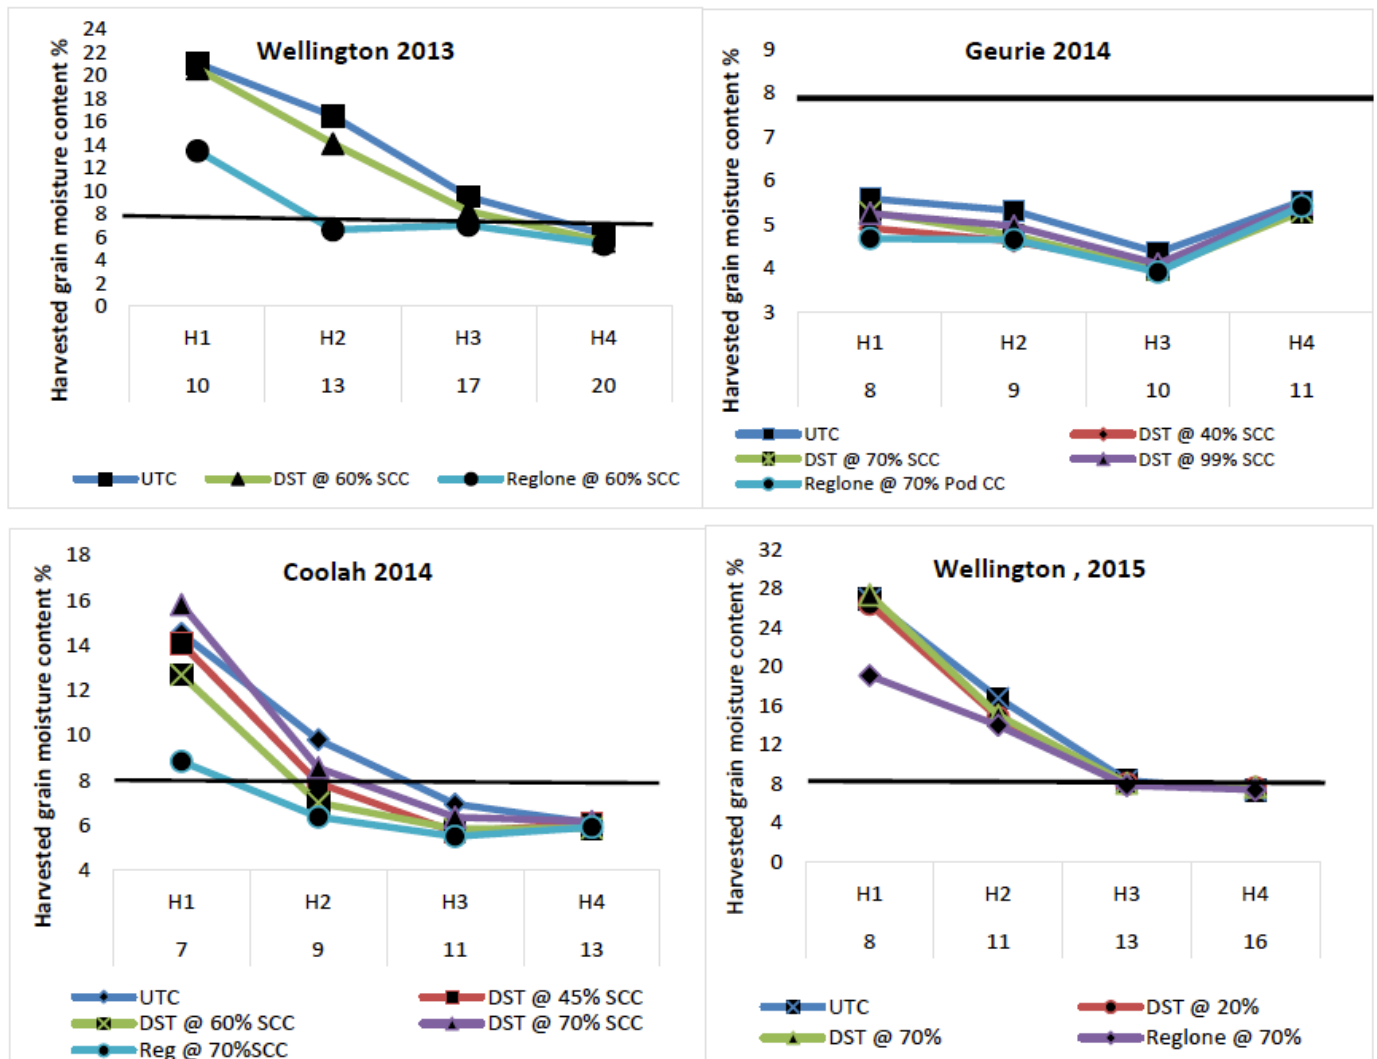 Wellington 2013
Harvested grain moisture content %
24
22
20
18
16
14
12
10
8
6
4
2
0
H1 H2 H3 H4
10 13 17 20
UTC DST @ 60% SCC Reglone @ 60% SCC
Geurie 2014
Harvested grain moisture content %
9
8
7
6
5
4
3
H1 H2 H3 H4
8 9 10 11
UTC DST @ 40% SCC
DST @ 70% SCC DST @ 99% SCC
Reglone @ 70% Pod CC
Coolah 2014
Harvested grain moisture content %
18
16
14
12
10
8
6
4
H1 H2 H3 H4
7 9 11 13
UTC DST @ 45% SCC
DST @ 60% SCC DST @ 70% SCC
Reg @ 70%SCC
Wellington , 2015
Harvested grain moisture content %
32
28
24
20
16
12
8
4
0
H1 H2 H3 H4
8 11 13 16
UTC DST @ 20%
DST @ 70% Reglone @ 70%